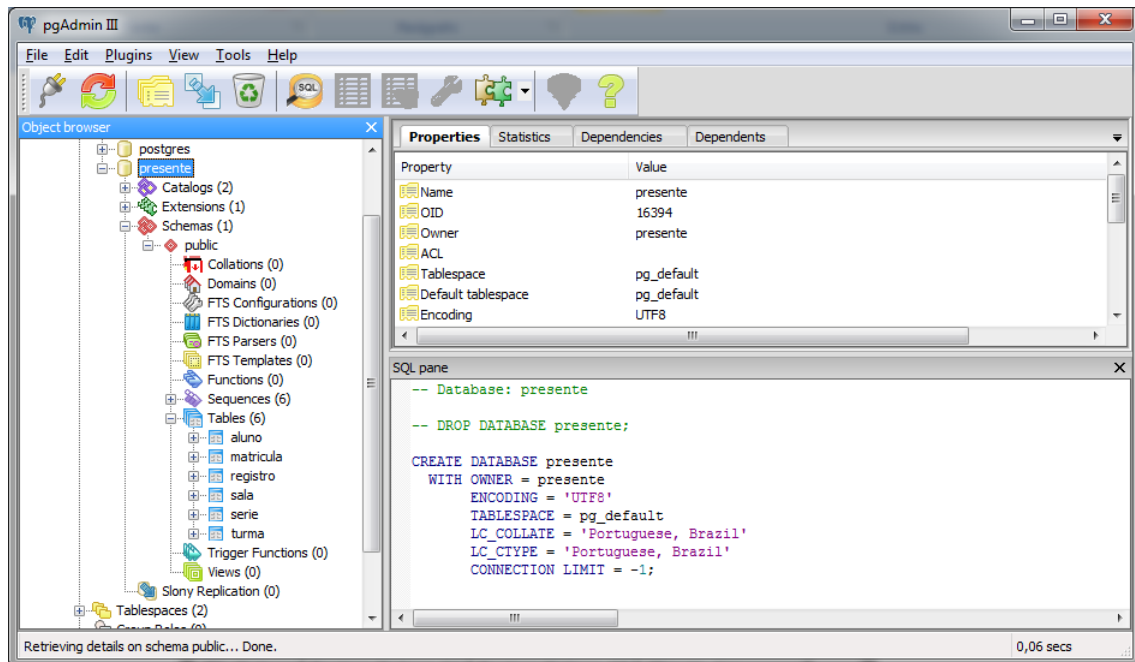 pgAdmin III
File Edit Plugins View Tools Help
SQL
Object browser
postgres
presente
Catalogs (2)
Extensions (1)
Schemas (1)
public
Collations (0)
Domains (0)
FTS Configurations (0)
FTS Dictionaries (0)
FTS Parsers (0)
FTS Templates (0)
Functions (0)
Sequences (6)
Tables (6)
aluno
matricula
registro
sala
serie
turma
Trigger Functions (0)
Views (0)
Slony Replication (0)
Tablespaces (2)
Group Roles (0)
Properties Statistics Dependencies Dependents
Property Value
Name presente
OID 16394
Owner presente
ACL
Tablespace pg_default
Default tablespace pg_default
Encoding UTF8
SQL pane
-- Database: presente
-- DROP DATABASE presente;
CREATE DATABASE presente
WITH OWNER = presente
ENCODING = 'UTF8'
TABLESPACE = pg_default
LC_COLLATE = 'Portuguese, Brazil'
LC_CTYPE = 'Portuguese, Brazil'
CONNECTION LIMIT = -1;
Retrieving details on schema public... Done. 0,06 secs